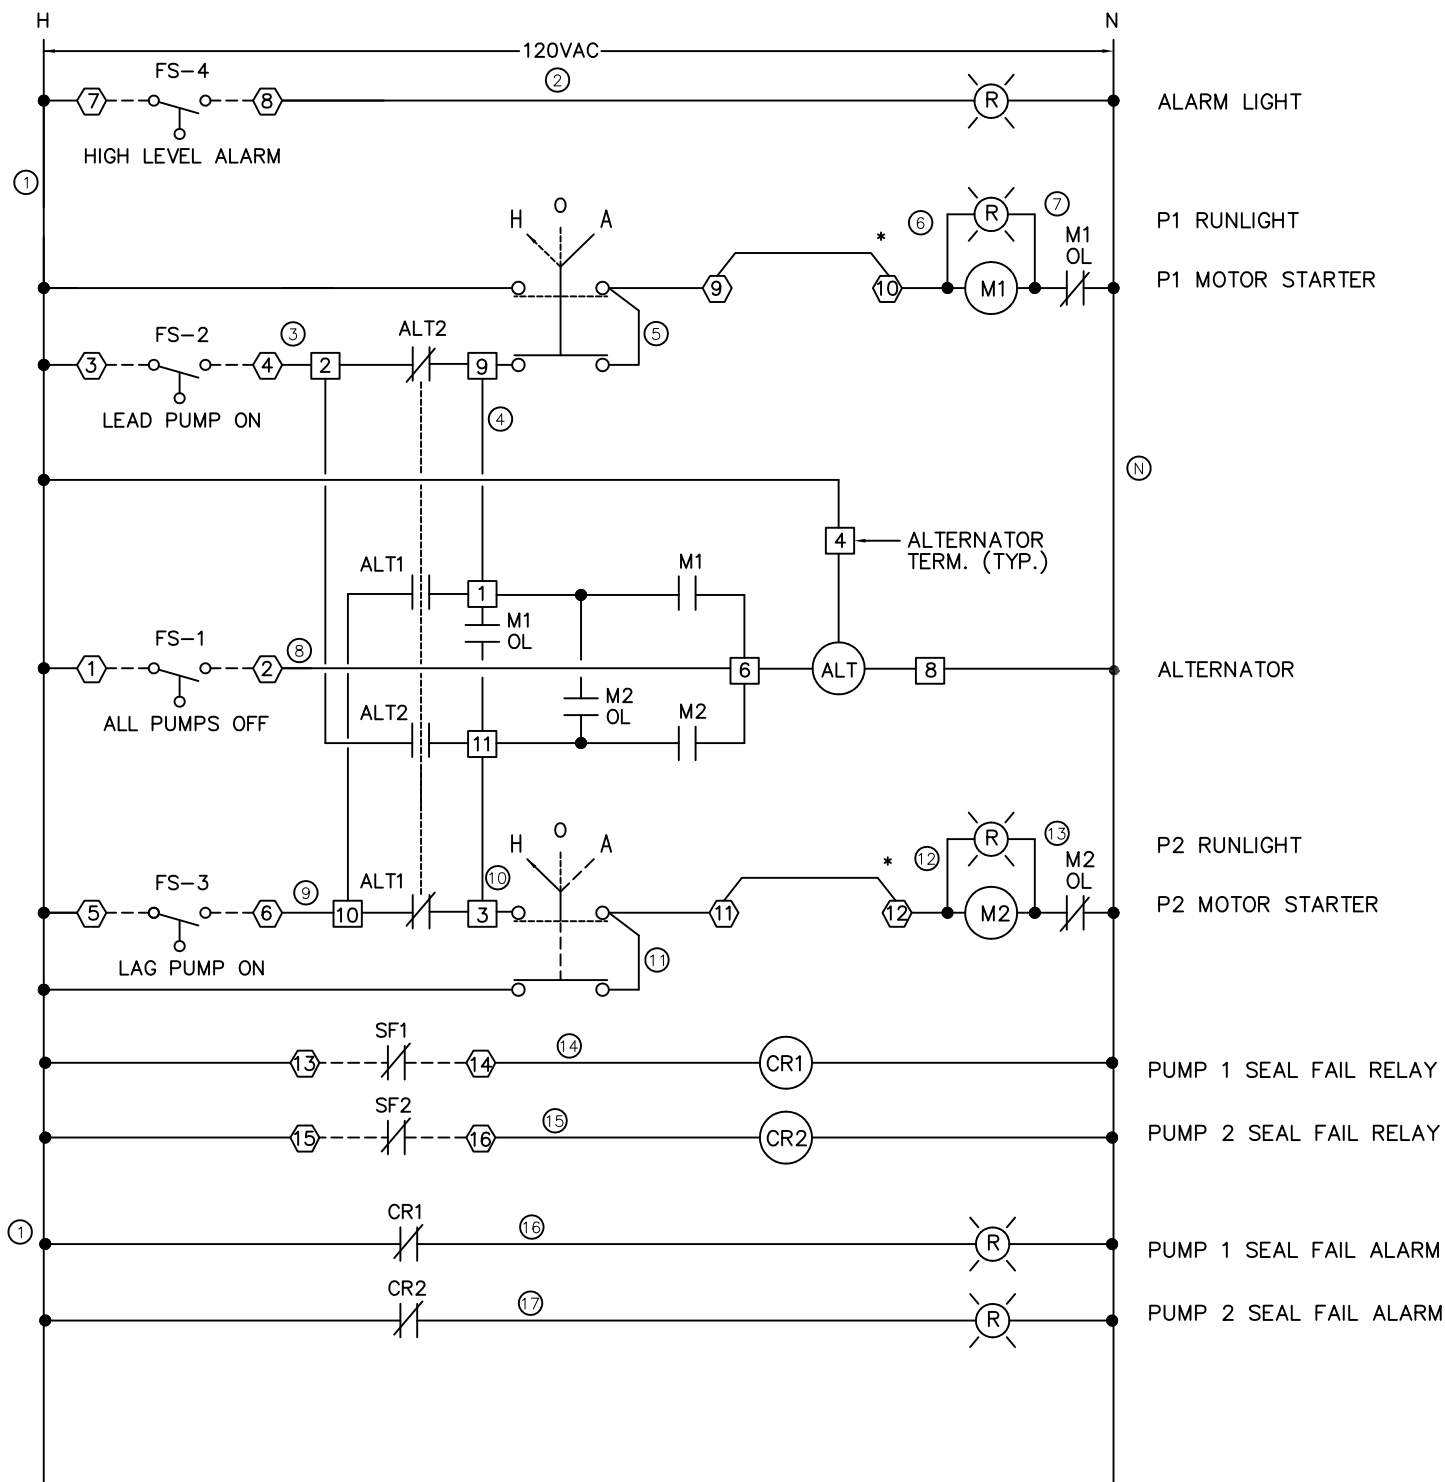 H N
120VAC
FS-4 2
7 8 R ALARM LIGHT
HIGH LEVEL ALARM
1
H O A * 6 R 7 P1 RUNLIGHT
M1
OL
9 10 M1 P1 MOTOR STARTER
FS-2 3 ALT2 5
3 4 2 9
LEAD PUMP ON 4
N
4 ALTERNATOR
TERM. (TYP.)
ALT1 1 M1
M1
OL
FS-1 8
1 2 6 ALT 8 ALTERNATOR
ALL PUMPS OFF
M2
OL
ALT2 11 M2
H O A * 12 R 13 P2 RUNLIGHT
M2
OL
FS-3 9 ALT1 10
5 6 10 3 11 12 M2 P2 MOTOR STARTER
LAG PUMP ON 11
SF1 14
13 14 CR1 PUMP 1 SEAL FAIL RELAY
SF2 15
15 16 CR2 PUMP 2 SEAL FAIL RELAY
CR1 16
1 R PUMP 1 SEAL FAIL ALARM
CR2 17
R PUMP 2 SEAL FAIL ALARM